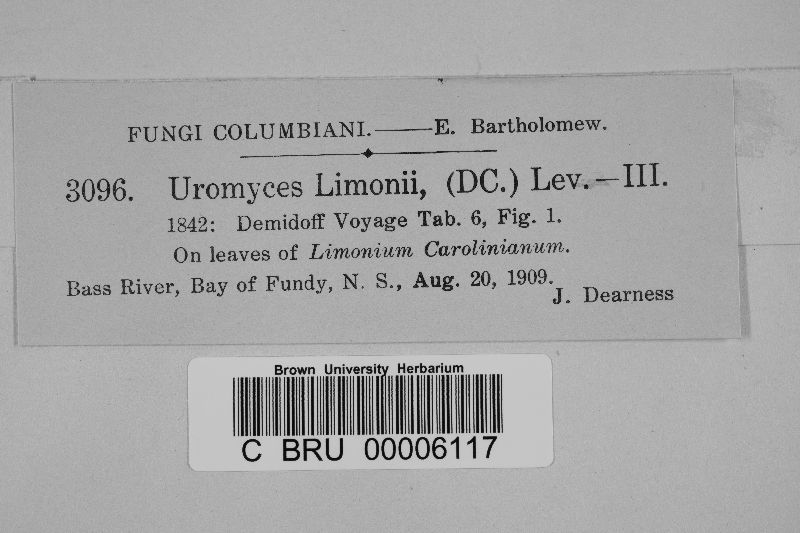 FUNGI COLUMBIANI.——E. Bartholomew.
3096. Uromyces Limonii, (DC.) Lev.—III.
1842: Demidoff Voyage Tab. 6, Fig. 1.
On leaves of Limonium Carolinianum.
Bass River, Bay of Fundy, N. S., Aug. 20, 1909.
J. Dearness
Brown University Herbarium
C BRU 00006117